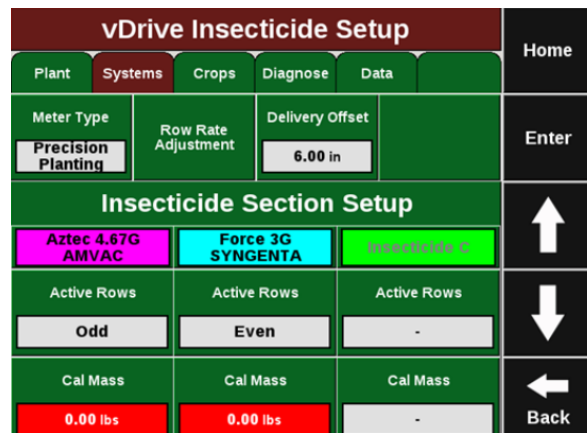 vDrive Insecticide Setup
Home
Plant Systems Crops Diagnose Data
Meter Type
Precision
Planting
Row Rate
Adjustment
Delivery Offset
6.00 in
Enter
Insecticide Section Setup
Aztec 4.67G
AMVAC
Force 3G
SYNGENTA
Insecticide C
Active Rows Active Rows Active Rows
Odd Even -
Cal Mass Cal Mass Cal Mass
0.00 lbs 0.00 lbs -
Back